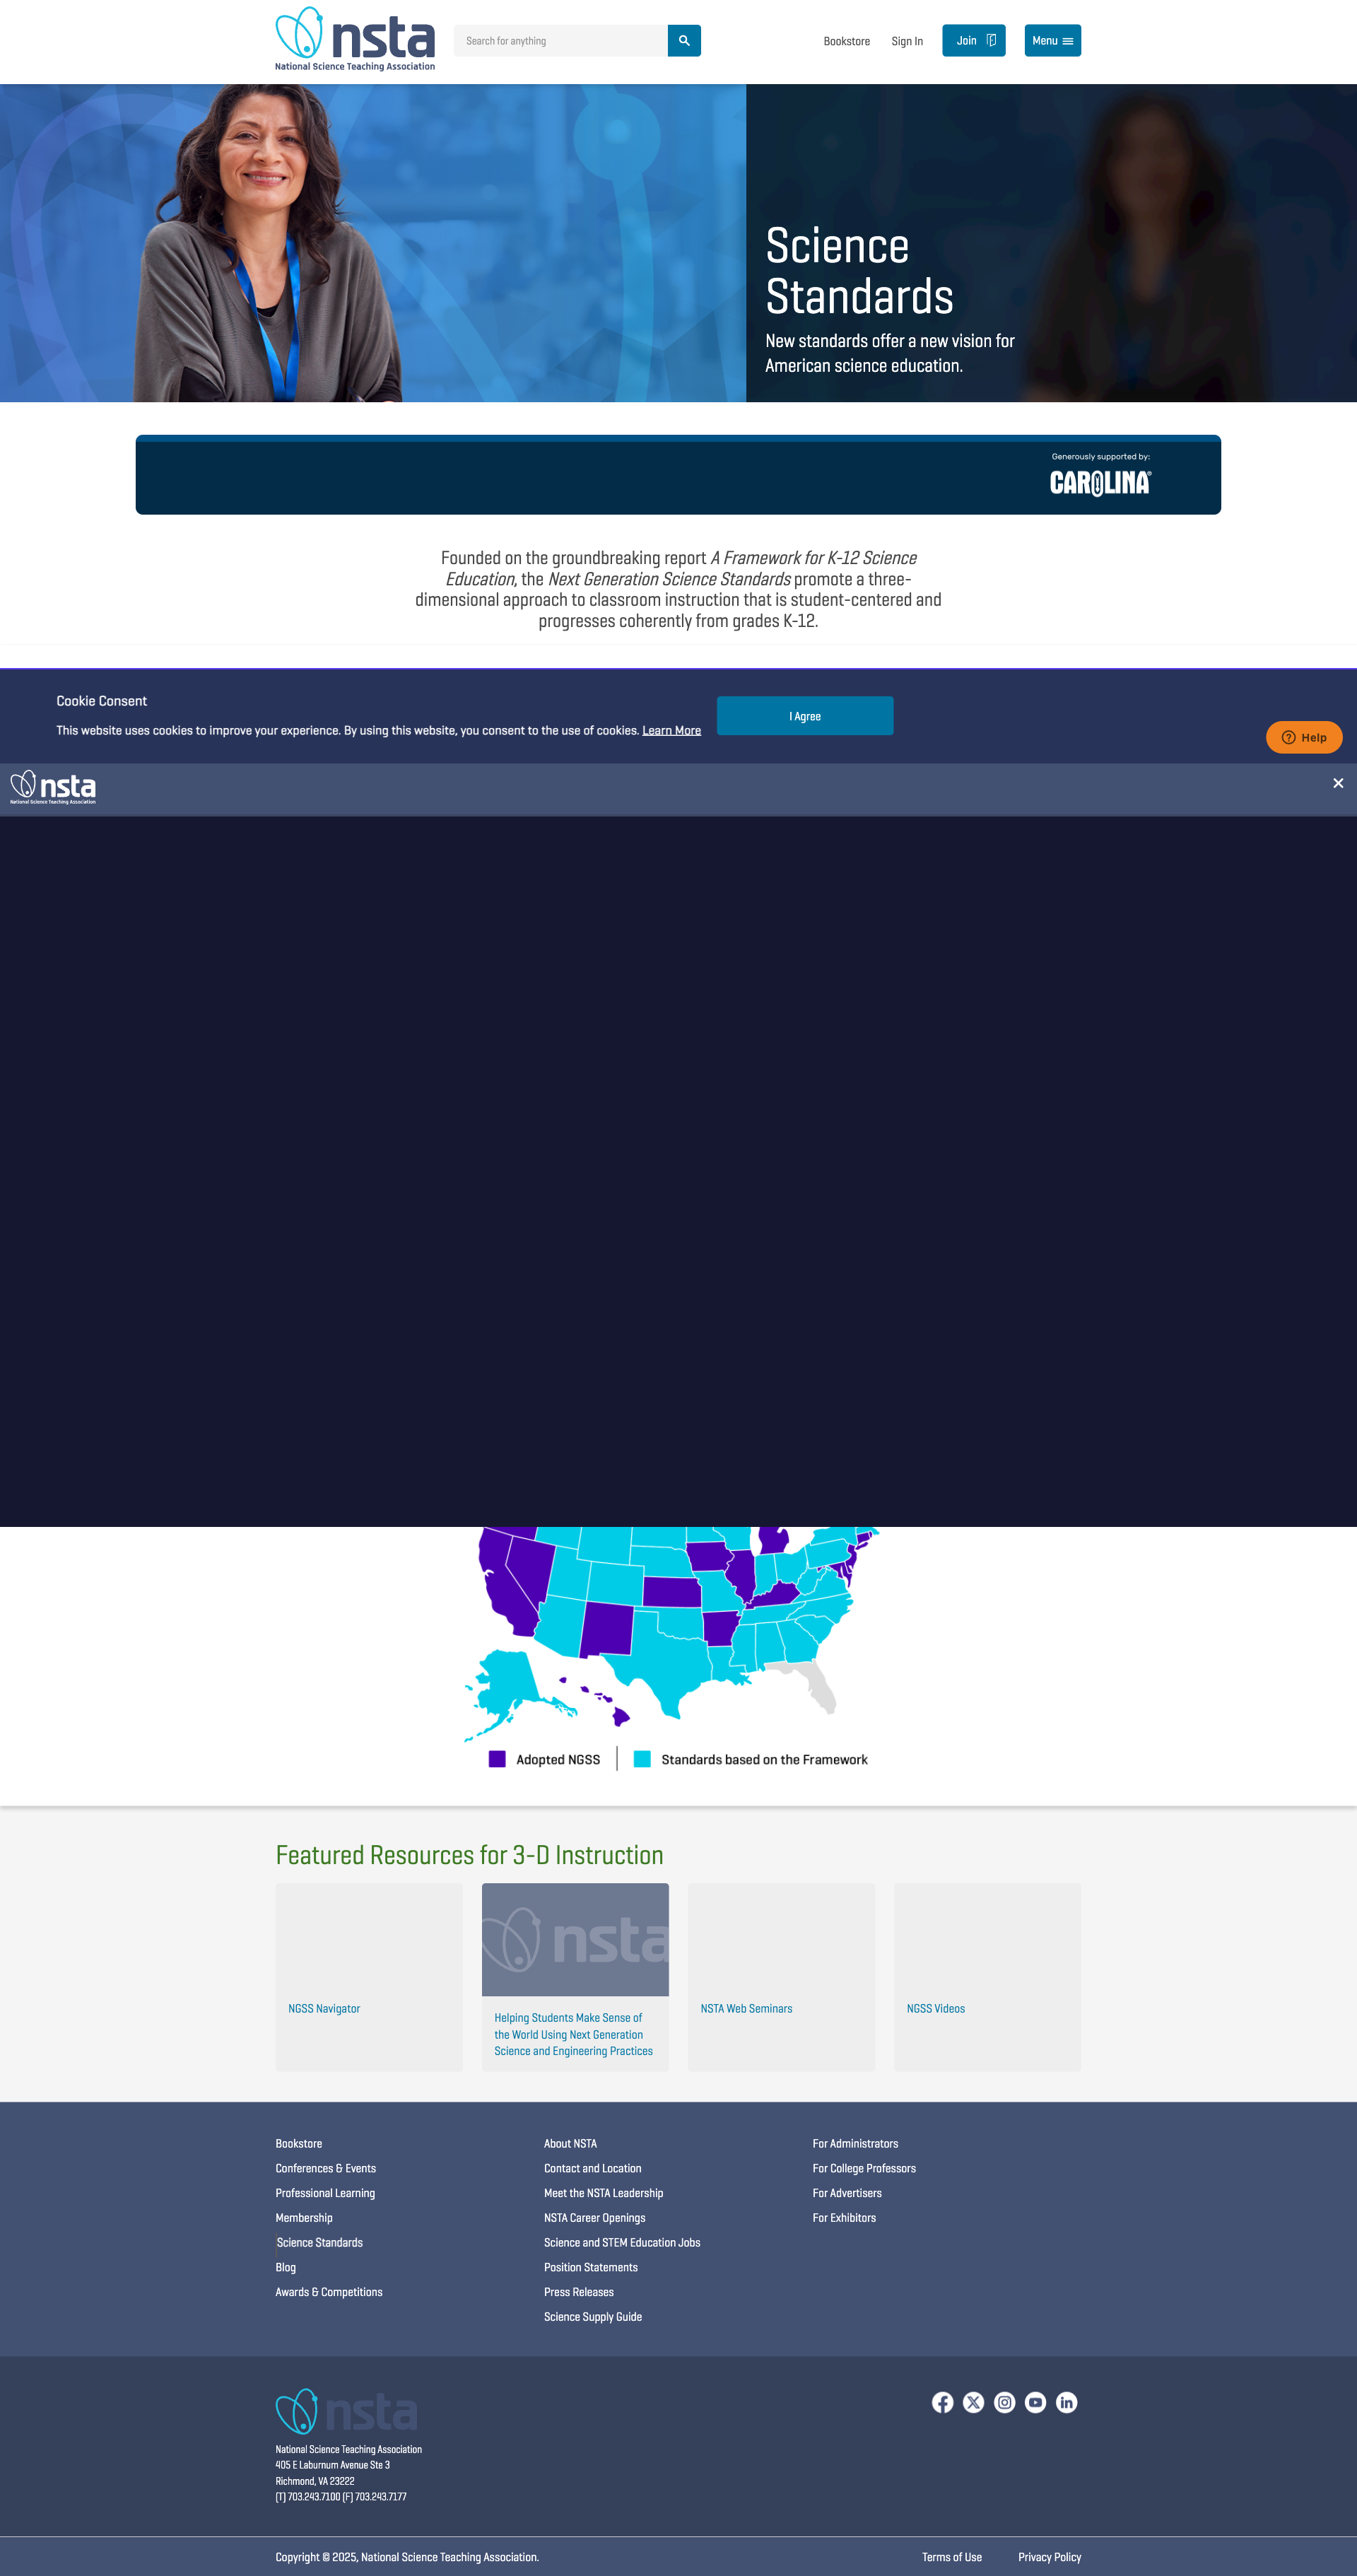 nsta
National Science Teaching Association
Search for anything
Bookstore
Sign In
Join
Menu
Science
Standards
New standards offer a new vision for
American science education.
Generously supported by:
CAROLINA®
Founded on the groundbreaking report A Framework for K-12 Science
Education, the Next Generation Science Standards promote a three-
dimensional approach to classroom instruction that is student-centered and
progresses coherently from grades K-12.
Cookie Consent
This website uses cookies to improve your experience. By using this website, you consent to the use of cookies. Learn More
I Agree
Help
nsta
National Science Teaching Association
Adopted NGSS
Standards based on the Framework
Featured Resources for 3-D Instruction
nsta
NGSS Navigator
Helping Students Make Sense of
the World Using Next Generation
Science and Engineering Practices
NSTA Web Seminars
NGSS Videos
Bookstore
Conferences & Events
Professional Learning
Membership
Science Standards
Blog
Awards & Competitions
About NSTA
Contact and Location
Meet the NSTA Leadership
NSTA Career Openings
Science and STEM Education Jobs
Position Statements
Press Releases
Science Supply Guide
For Administrators
For College Professors
For Advertisers
For Exhibitors
nsta
National Science Teaching Association
405 E Laburnum Avenue Ste 3
Richmond, VA 23222
(T) 703.243.7100 (F) 703.243.7177
Copyright © 2025, National Science Teaching Association.
Terms of Use
Privacy Policy